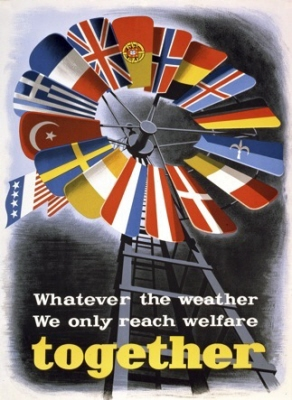 Whatever the weather
We only reach welfare
together